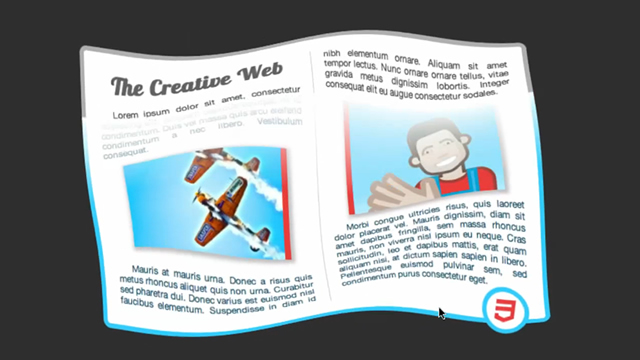 The Creative Web
Lorem ipsum dolor sit amet, consectetur
condimentum. Quis vel massa quis arcu eleifend
condimentum a nec libero. Vestibulum
consequat.
Mauris at mauris urna. Donec a risus quis
metus rhoncus aliquet quis non urna. Curabitur
sed pharetra dui. Donec varius est euismod nisl
faucibus elementum. Suspendisse in diam id
nibh elementum ornare. Aliquam sit amet
tempor lectus. Nunc ornare ornare tellus, vitae
gravida metus dignissim lobortis. Integer
consequat elit eu augue consectetur sodales.
Morbi congue ultricies risus, quis laoreet
dolor placerat vel. Mauris dignissim, diam sit
amet dapibus fringilla, sem massa rhoncus
mauris, non viverra nisl ipsum eu neque. Cras
sollicitudin, leo et dapibus mattis, erat quam
aliquam nisi, at dictum sapien sapien in libero.
Pellentesque euismod pulvinar sem, sed
condimentum purus consectetur eget.